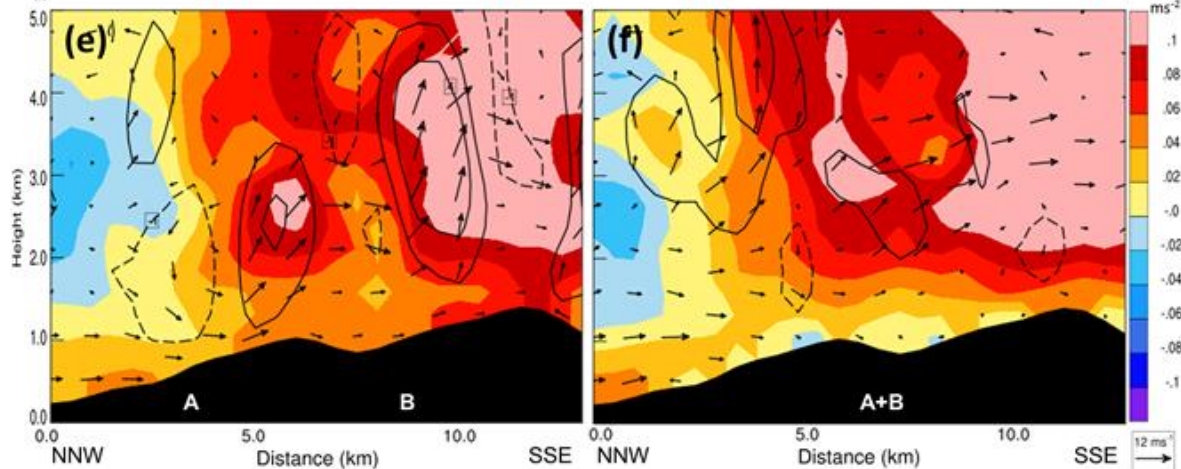 (e)
(f)
Height (km)
5.0
4.0
3.0
2.0
1.0
0.0
A
B
A+B
0.0
5.0
10.0
0.0
5.0
10.0
NNW
Distance (km)
SSE
NNW
Distance (km)
SSE
ms-2
.1
.08
.06
.04
.02
-.0
-.02
-.04
-.06
-.08
-.1
12 ms-1